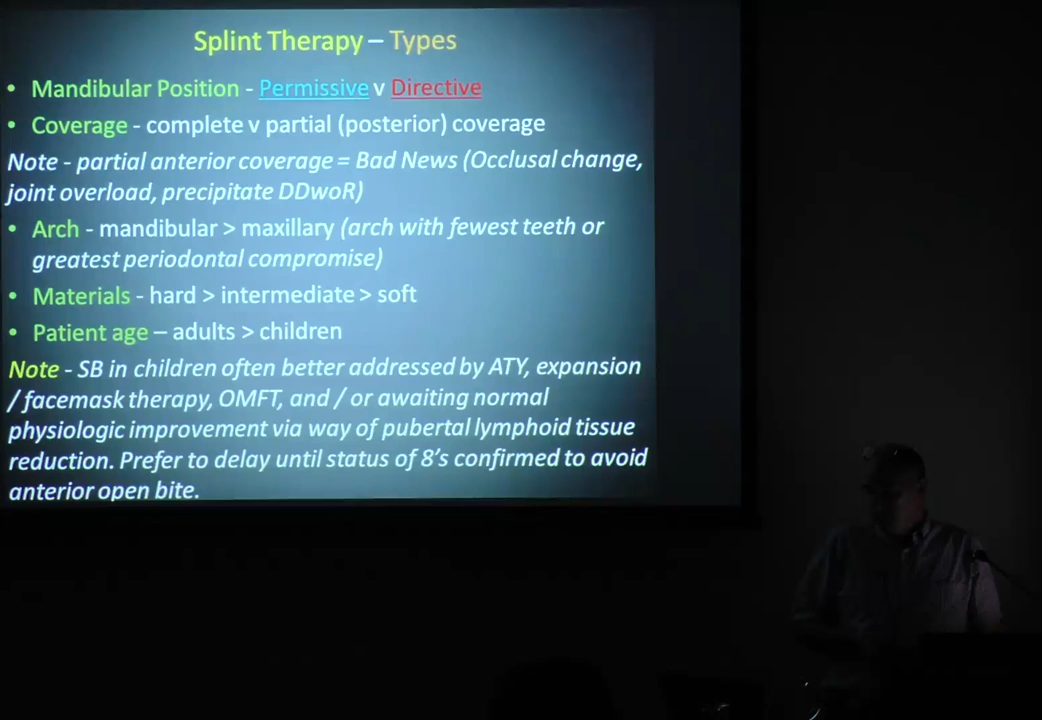 Splint Therapy – Types
• Mandibular Position - Permissive v Directive
• Coverage - complete v partial (posterior) coverage
Note - partial anterior coverage = Bad News (Occlusal change,
joint overload, precipitate DDwoR)
• Arch - mandibular > maxillary (arch with fewest teeth or
greatest periodontal compromise)
• Materials - hard > intermediate > soft
• Patient age – adults > children
Note - SB in children often better addressed by ATY, expansion
/ facemask therapy, OMFT, and / or awaiting normal
physiologic improvement via way of pubertal lymphoid tissue
reduction. Prefer to delay until status of 8's confirmed to avoid
anterior open bite.